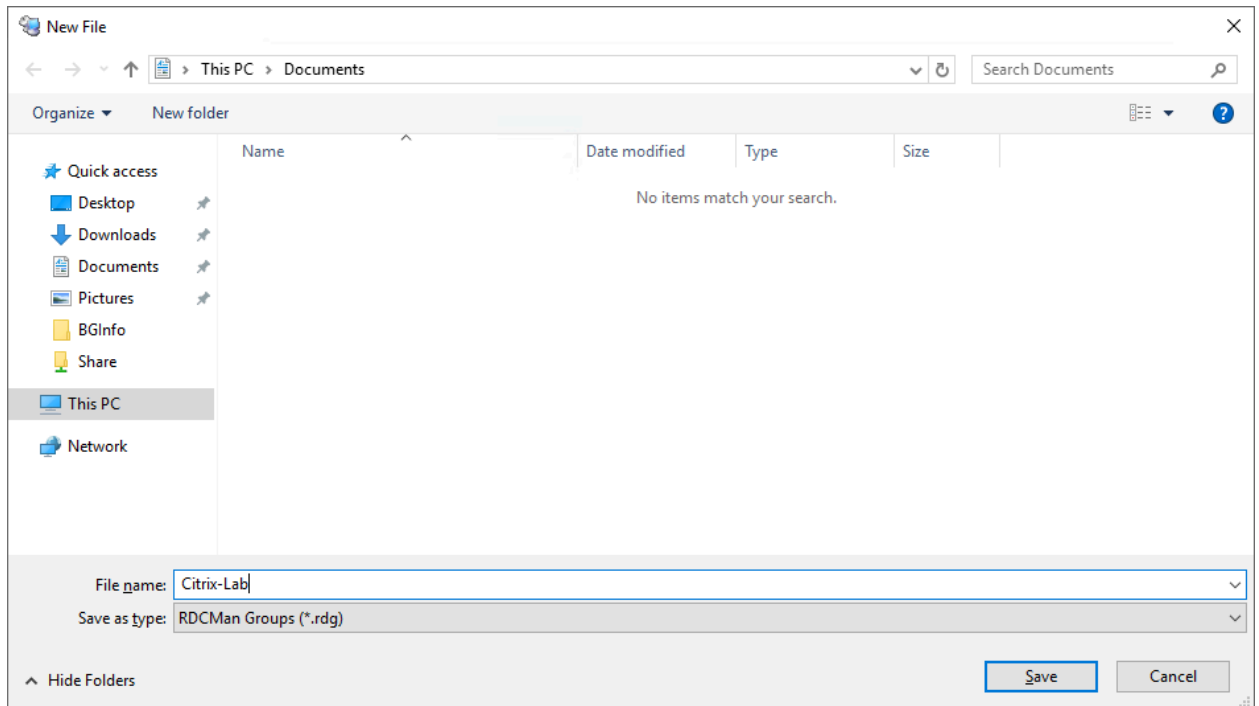 New File
This PC > Documents
Search Documents
Organize
New folder
Name
Date modified
Type
Size
No items match your search.
Quick access
Desktop
Downloads
Documents
Pictures
BGInfo
Share
This PC
Network
File name: Citrix-Lab
Save as type: RDCMan Groups (*.rdg)
Hide Folders
Save
Cancel